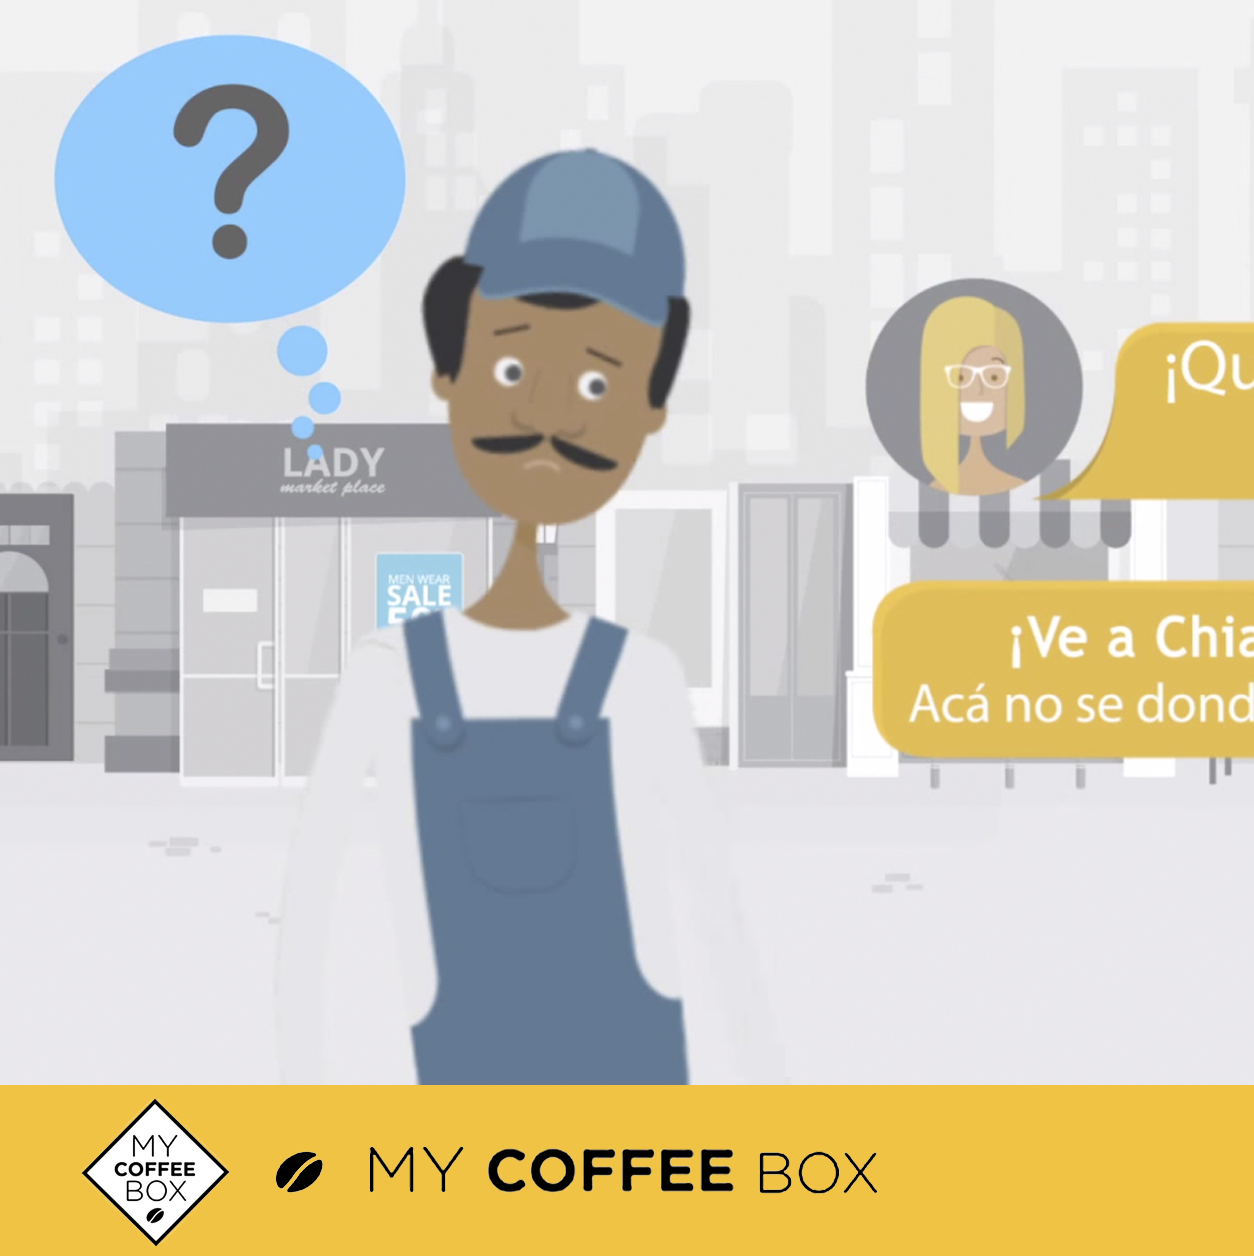 ?
LADY
market place
MEN WEAR
SALE
¡Qu
¡Ve a Chia
Acá no se dond
MY
COFFEE
BOX
MY COFFEE BOX